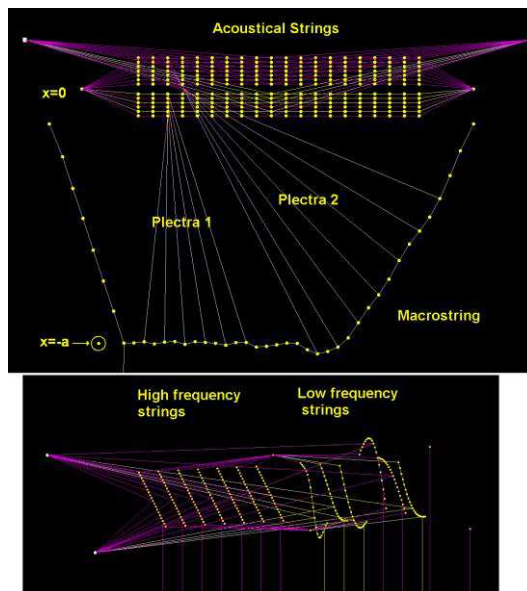 Acoustical Strings
x=0
Plectra 1
Plectra 2
Macrostring
x=-a
High frequency
strings
Low frequency
strings